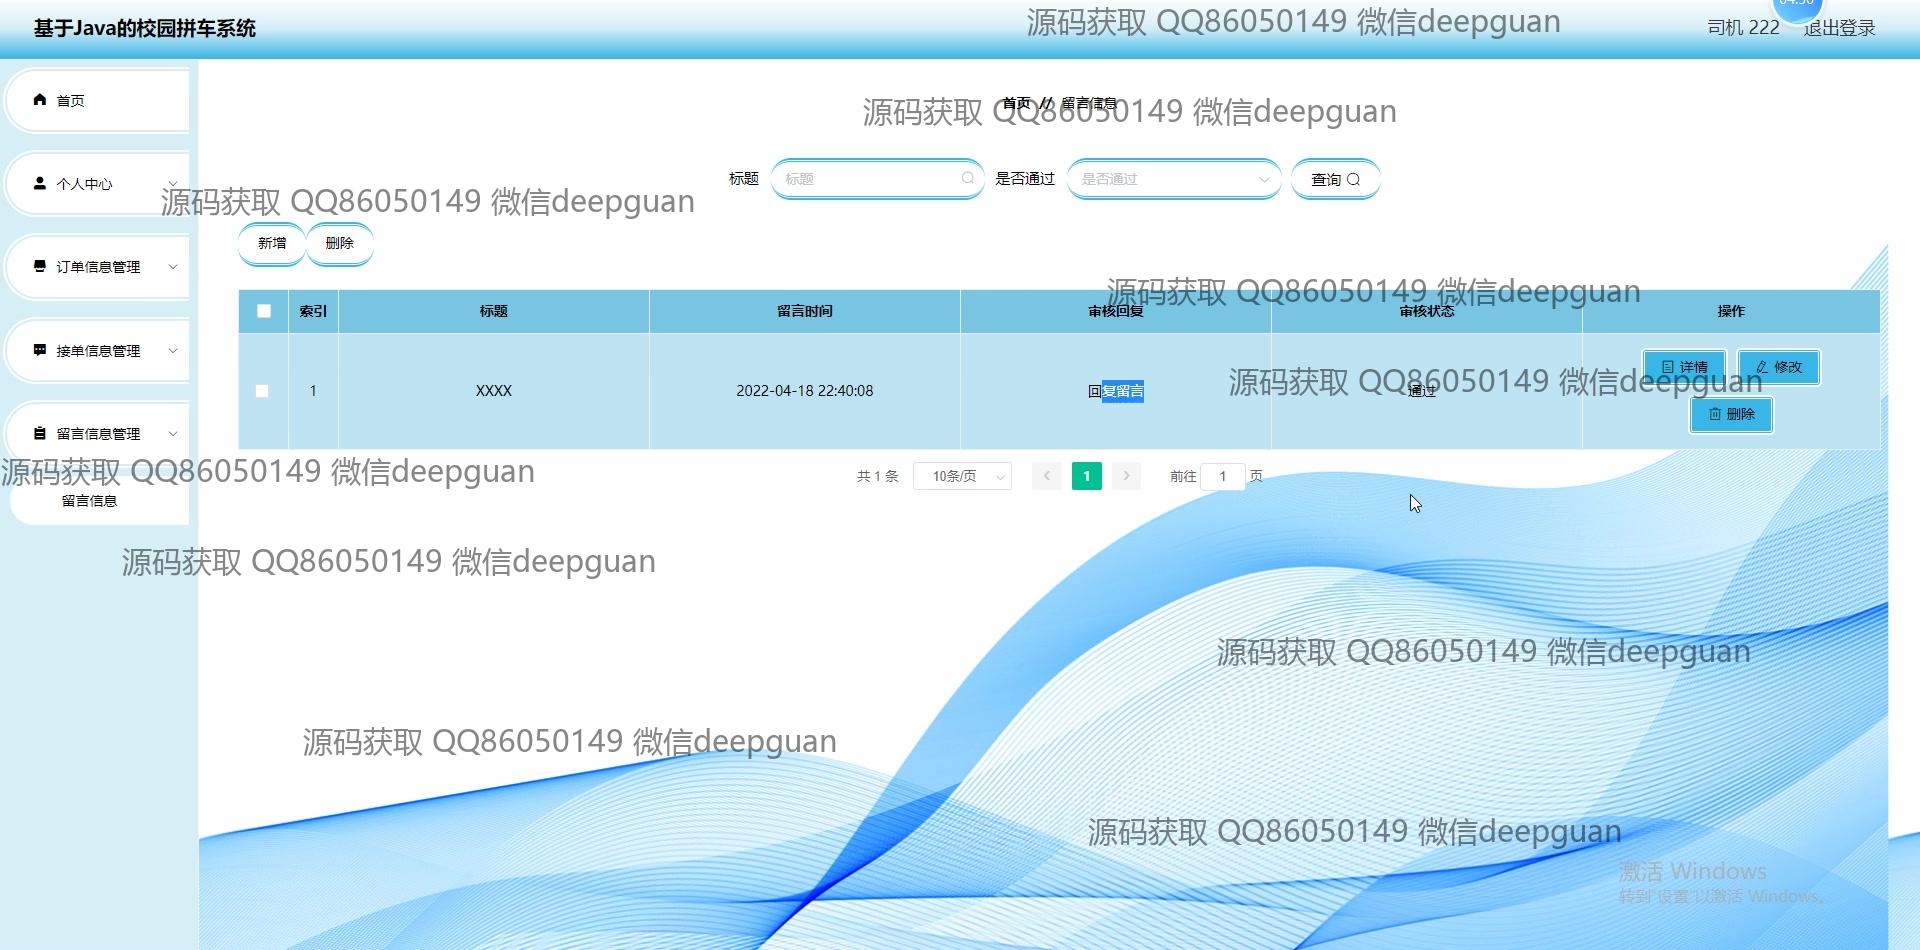 基于Java的校园拼车系统
源码获取 QQ86050149 微信deepguan
04:30
司机 222
退出登录
首页
个人中心
订单信息管理
接单信息管理
留言信息管理
留言信息
首页 // 留言信息
源码获取 QQ86050149 微信deepguan
标题 标题 是否通过 是否通过 查询
源码获取 QQ86050149 微信deepguan
新增 删除
源码获取 QQ86050149 微信deepguan
索引 标题 留言时间 审核回复 审核状态 操作
1 XXXX 2022-04-18 22:40:08 回复留言 通过 详情 修改
删除
源码获取 QQ86050149 微信deepguan
共 1 条 10条/页 1 前往 1 页
源码获取 QQ86050149 微信deepguan
源码获取 QQ86050149 微信deepguan
源码获取 QQ86050149 微信deepguan
源码获取 QQ86050149 微信deepguan
源码获取 QQ86050149 微信deepguan
激活 Windows
转到"设置"以激活 Windows。